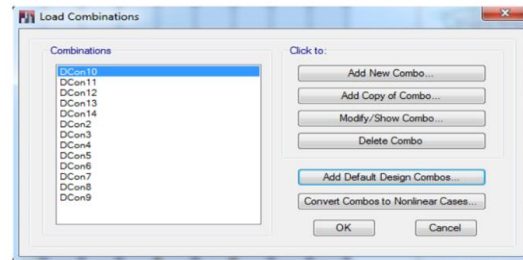 Load Combinations
Combinations
DCon10
DCon11
DCon12
DCon13
DCon14
DCon2
DCon3
DCon4
DCon5
DCon6
DCon7
DCon8
DCon9
Click to:
Add New Combo...
Add Copy of Combo...
Modify/Show Combo...
Delete Combo
Add Default Design Combos...
Convert Combos to Nonlinear Cases...
OK
Cancel